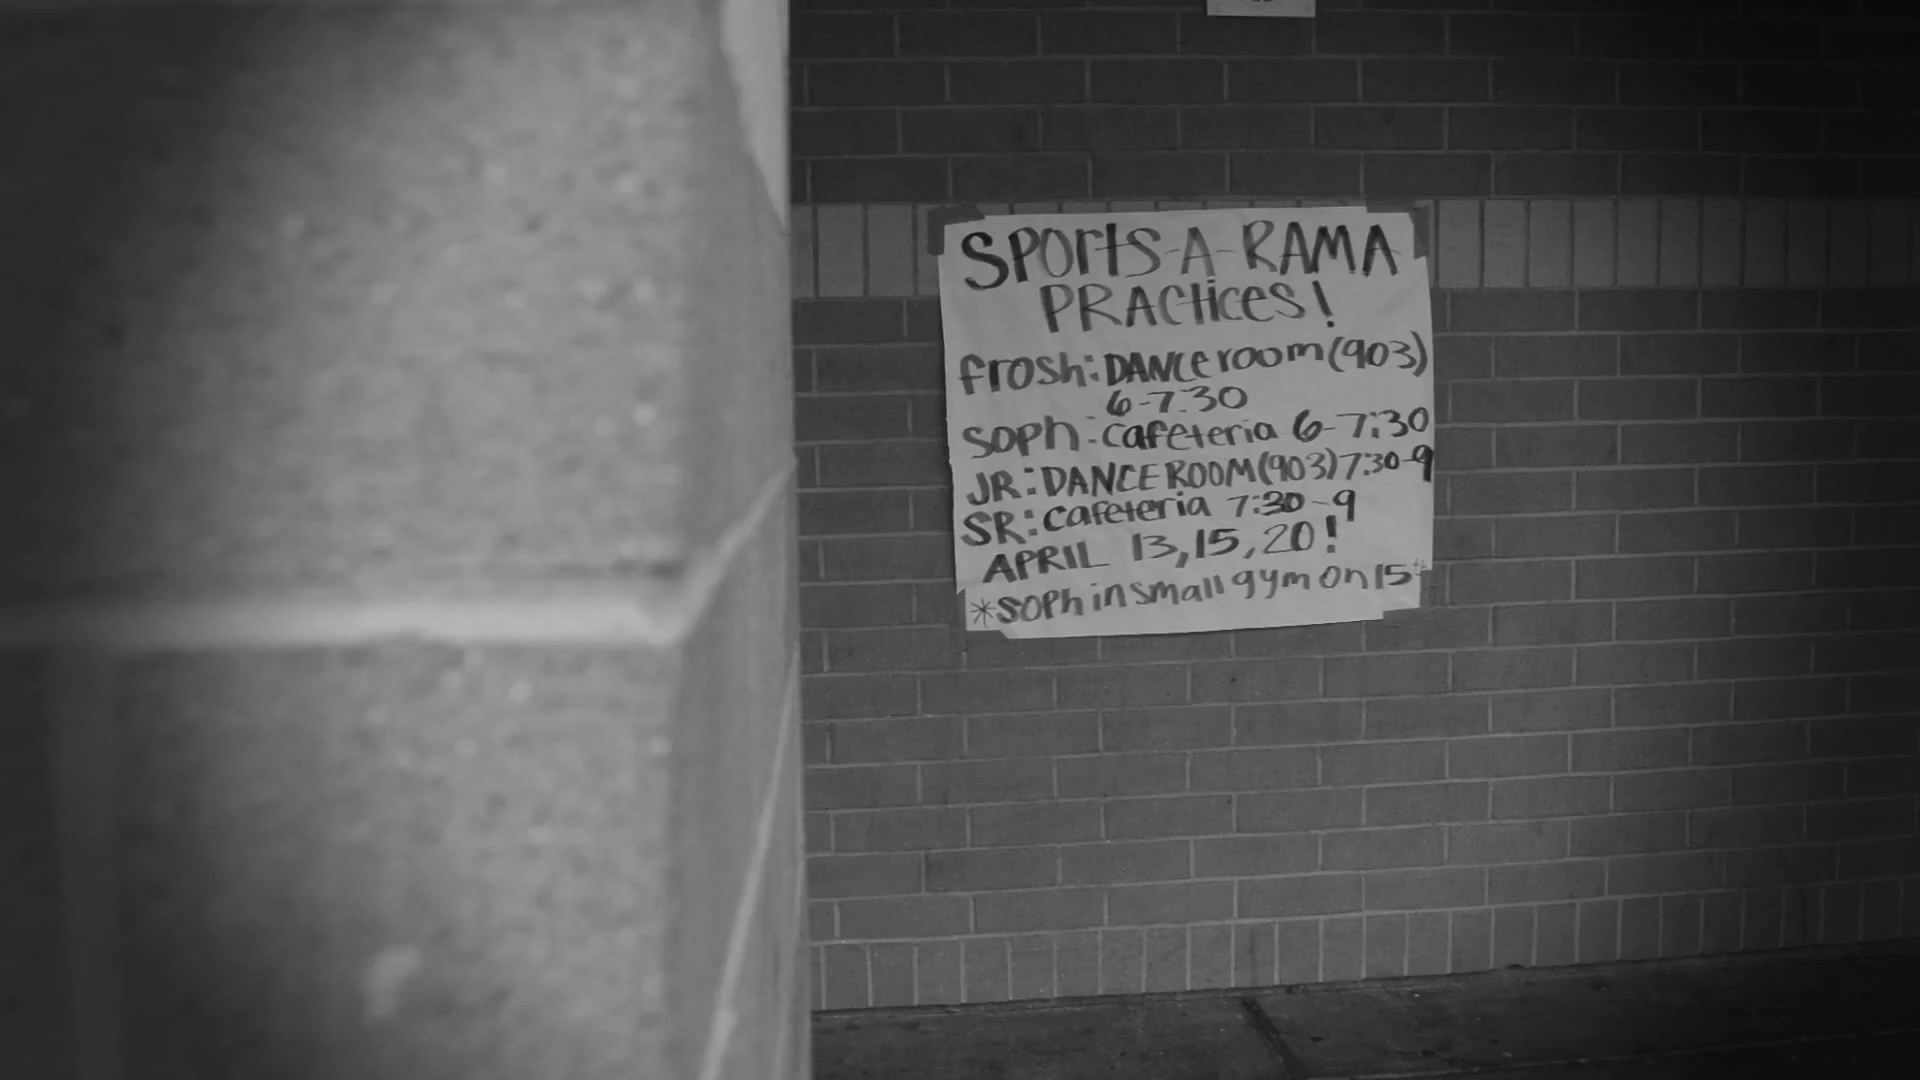 SPORTS-A-RAMA
PRACTICES!
frosh: DANCE room (903)
6-7:30
soph: cafeteria 6-7:30
JR: DANCE ROOM (903) 7:30-9
SR: cafeteria 7:30-9
APRIL 13, 15, 20!
*soph in small gym on 15th